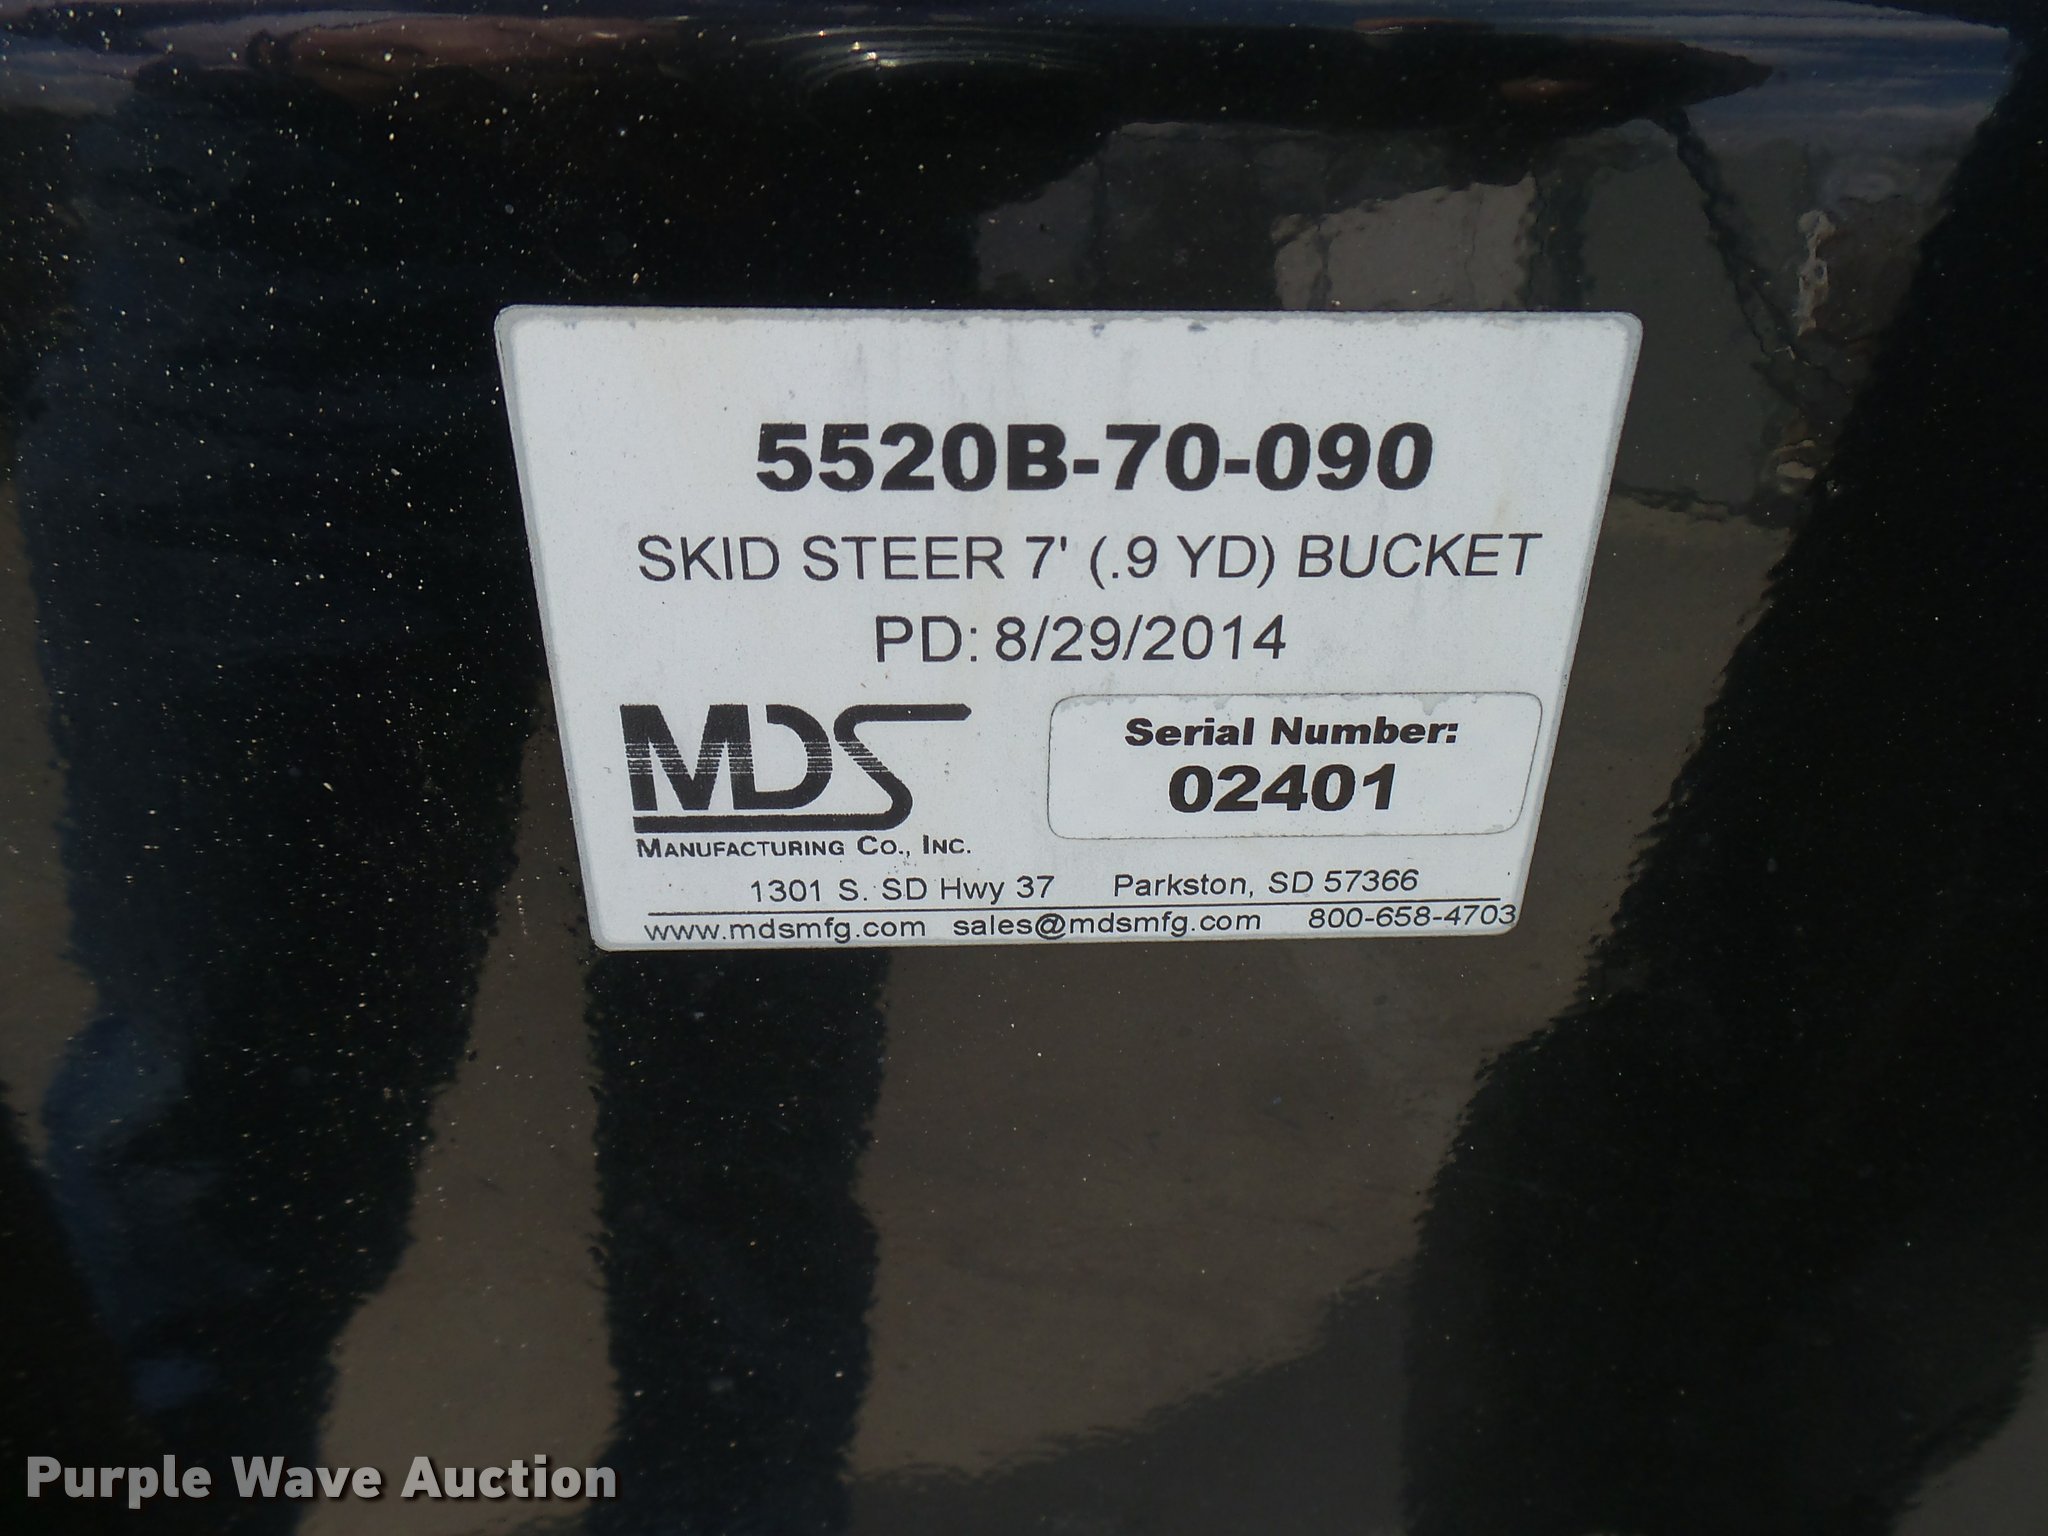 5520B-70-090
SKID STEER 7' (.9 YD) BUCKET
PD: 8/29/2014
MDS
MANUFACTURING CO., INC.
Serial Number:
02401
1301 S. SD Hwy 37 Parkston, SD 57366
www.mdsmfg.com sales@mdsmfg.com 800-658-4703
Purple Wave Auction